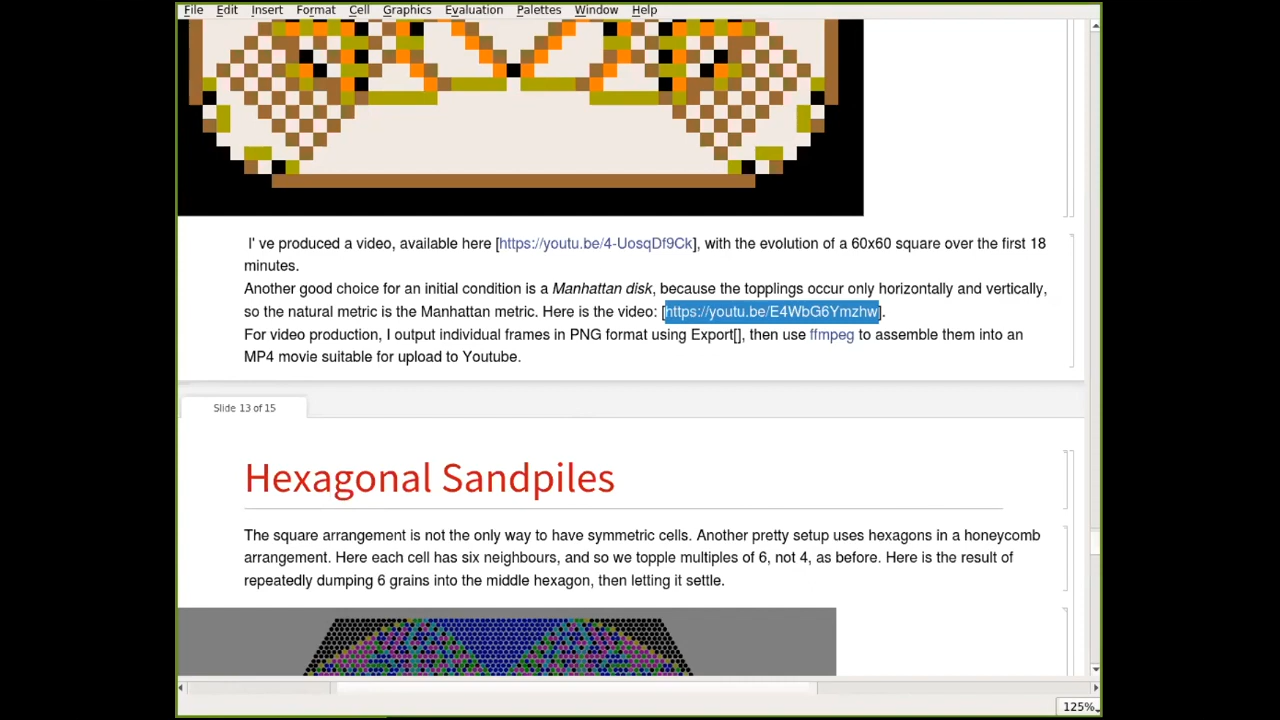 File Edit Insert Format Cell Graphics Evaluation Palettes Window Help
I' ve produced a video, available here [https://youtu.be/4-UosqDf9Ck], with the evolution of a 60x60 square over the first 18
minutes.
Another good choice for an initial condition is a Manhattan disk, because the topplings occur only horizontally and vertically,
so the natural metric is the Manhattan metric. Here is the video: [https://youtu.be/E4WbG6Ymzhw].
For video production, I output individual frames in PNG format using Export[], then use ffmpeg to assemble them into an
MP4 movie suitable for upload to Youtube.
Slide 13 of 15
Hexagonal Sandpiles
The square arrangement is not the only way to have symmetric cells. Another pretty setup uses hexagons in a honeycomb
arrangement. Here each cell has six neighbours, and so we topple multiples of 6, not 4, as before. Here is the result of
repeatedly dumping 6 grains into the middle hexagon, then letting it settle.
125%